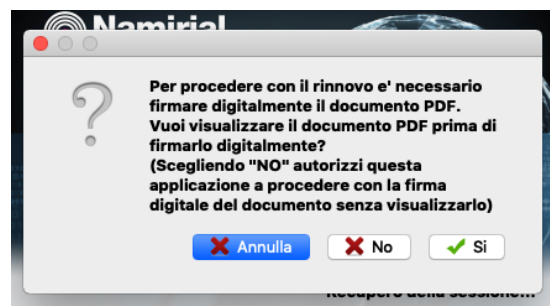 Namirial
Per procedere con il rinnovo e' necessario
firmare digitalmente il documento PDF.
Vuoi visualizzare il documento PDF prima di
firmarlo digitalmente?
(Scegliendo "NO" autorizzi questa
applicazione a procedere con la firma
digitale del documento senza visualizzarlo)
Annulla No Si
Recupero della sessione...